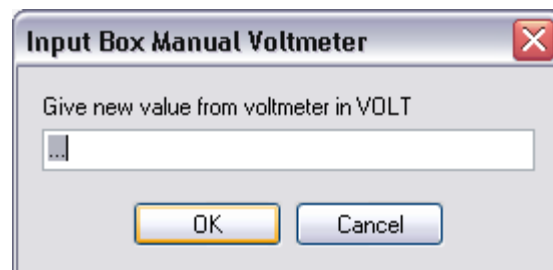 Input Box Manual Voltmeter
Give new value from voltmeter in VOLT
...
OK
Cancel